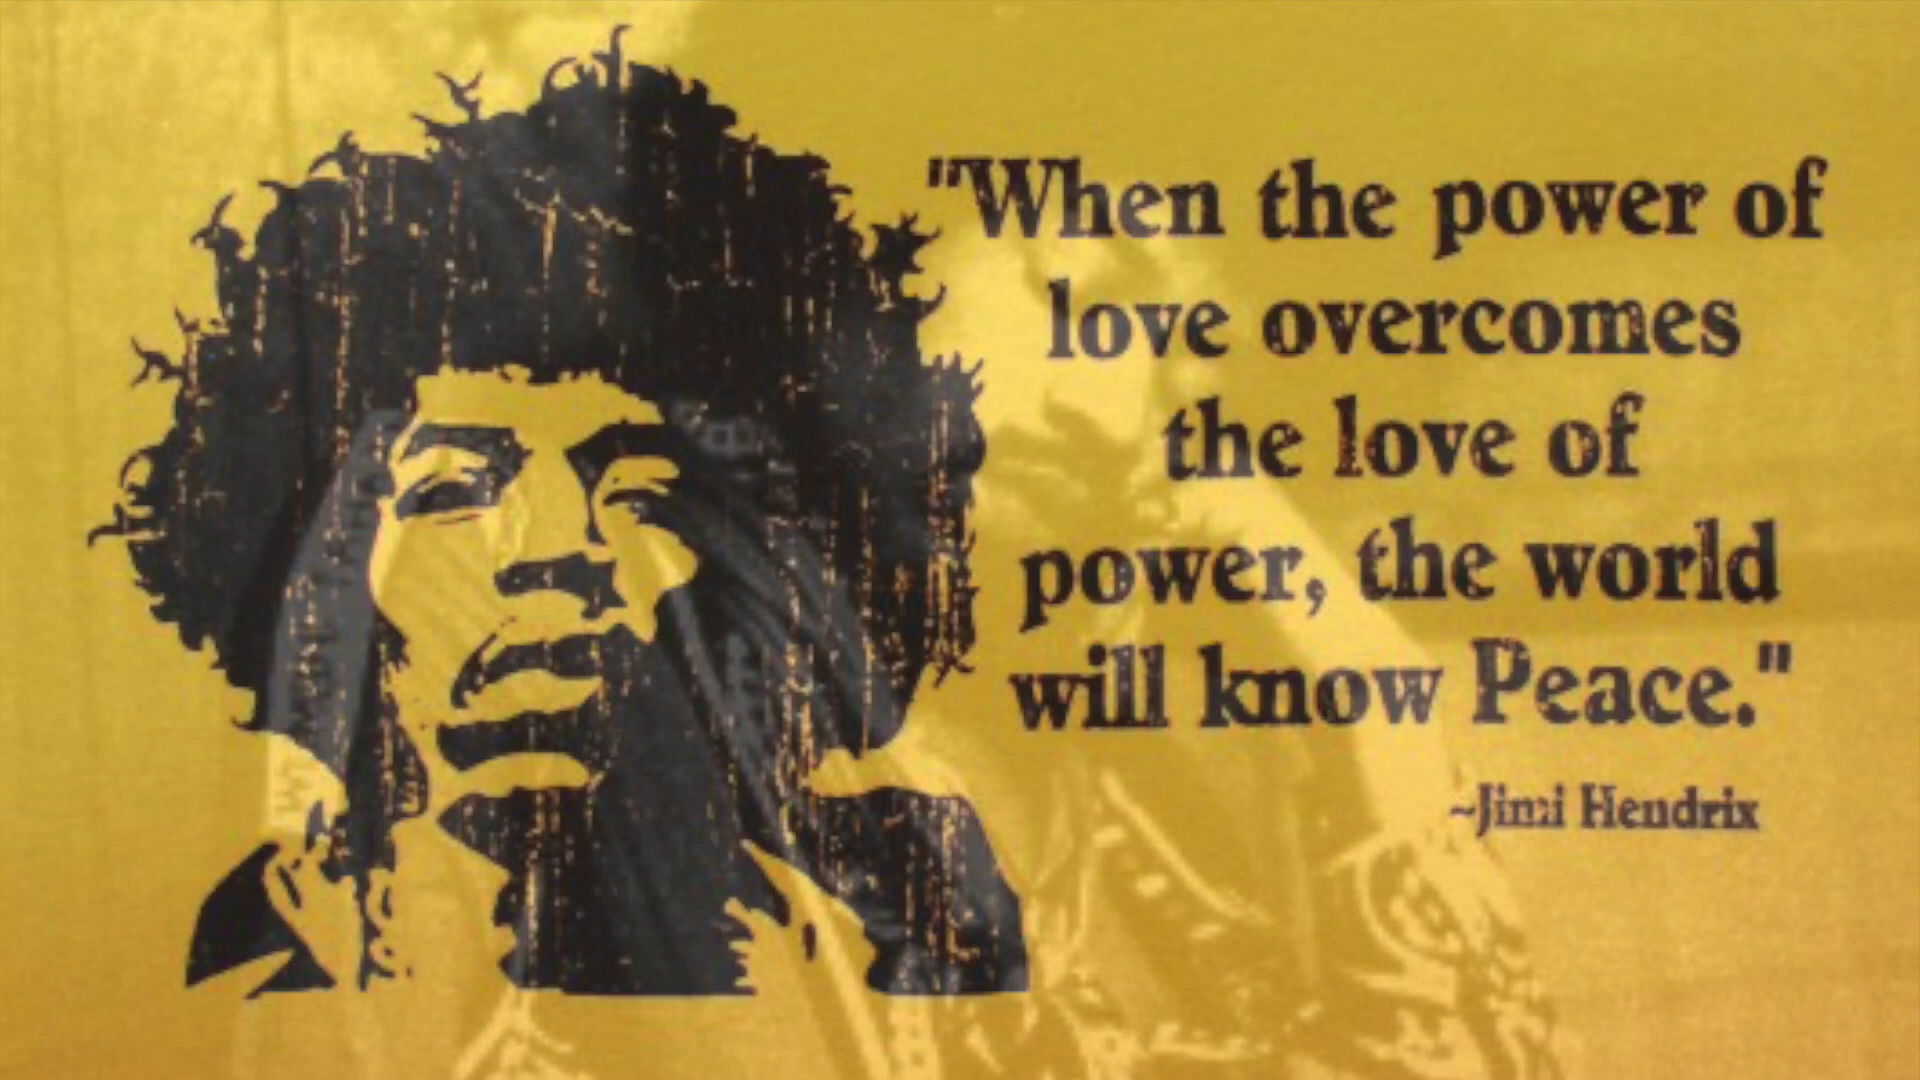 "When the power of
love overcomes
the love of
power, the world
will know Peace."
~Jimi Hendrix